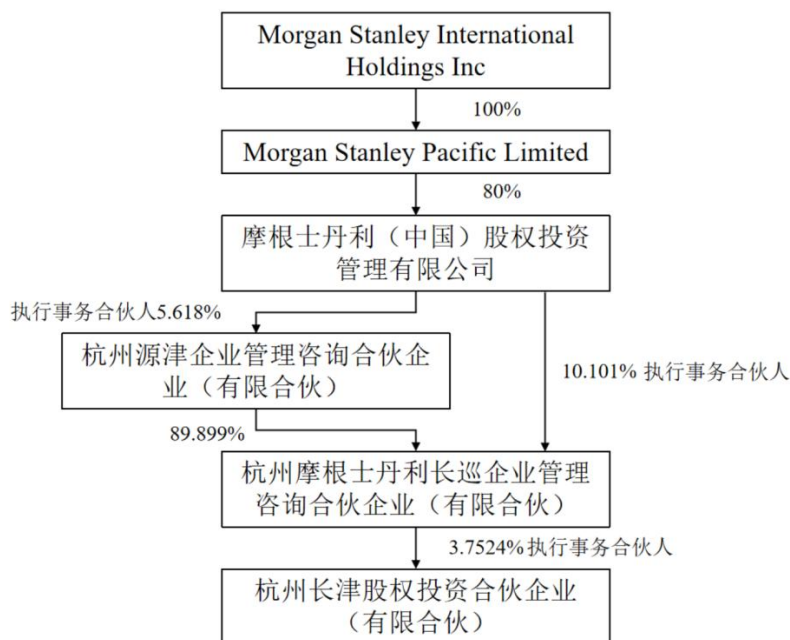 Morgan Stanley International
Holdings Inc
100%
Morgan Stanley Pacific Limited
80%
摩根士丹利（中国）股权投资
管理有限公司
执行事务合伙人5.618%
杭州源津企业管理咨询合伙企
业（有限合伙）
10.101% 执行事务合伙人
89.899%
杭州摩根士丹利长巡企业管理
咨询合伙企业（有限合伙）
3.7524%执行事务合伙人
杭州长津股权投资合伙企业
（有限合伙）